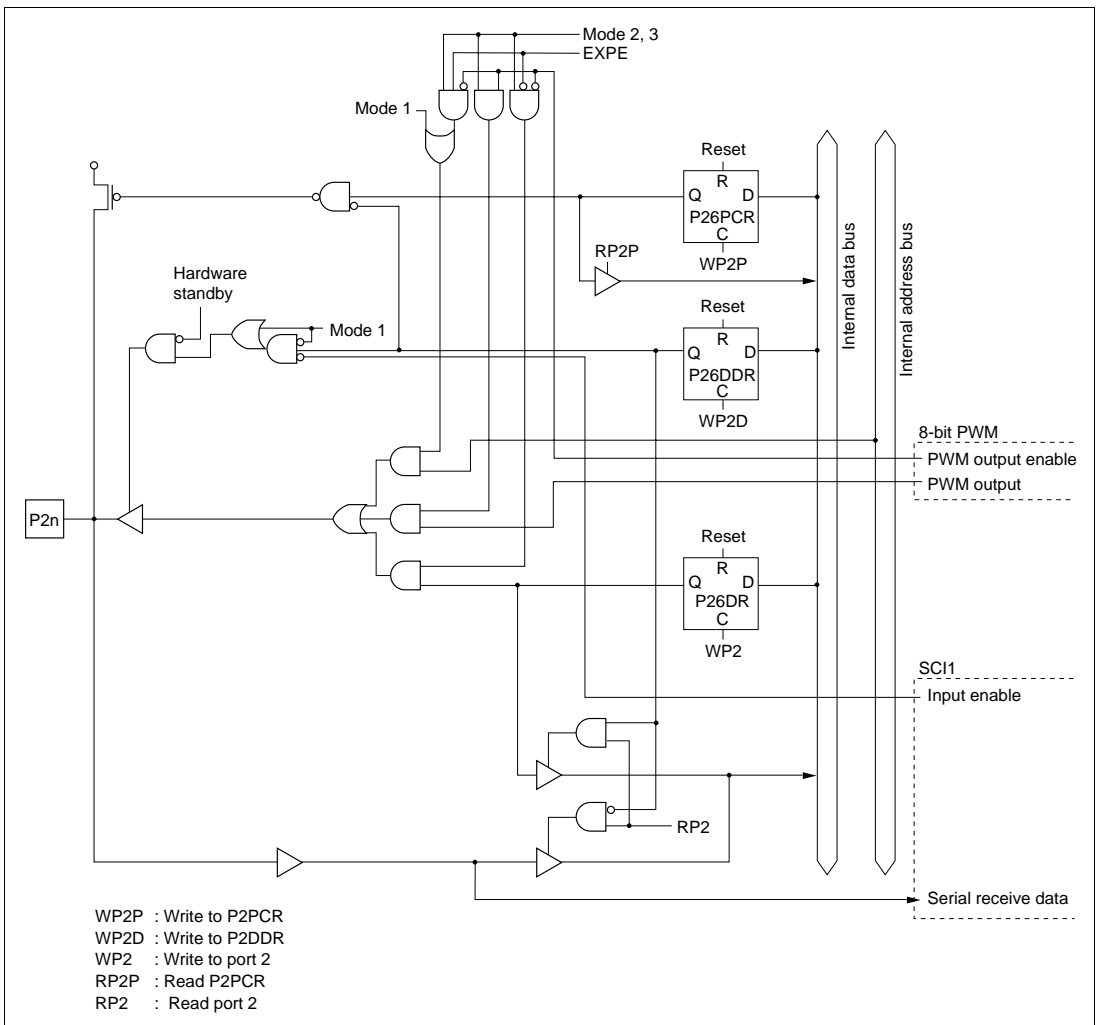 Mode 2, 3
EXPE
Mode 1
Reset
R
Q D
P26PCR
C
WP2P
RP2P
Internal data bus
Internal address bus
Hardware
standby
Mode 1
Reset
R
Q D
P26DDR
C
WP2D
8-bit PWM
PWM output enable
PWM output
P2n
Reset
R
Q D
P26DR
C
WP2
SCI1
Input enable
RP2
Serial receive data
WP2P : Write to P2PCR
WP2D : Write to P2DDR
WP2 : Write to port 2
RP2P : Read P2PCR
RP2 : Read port 2